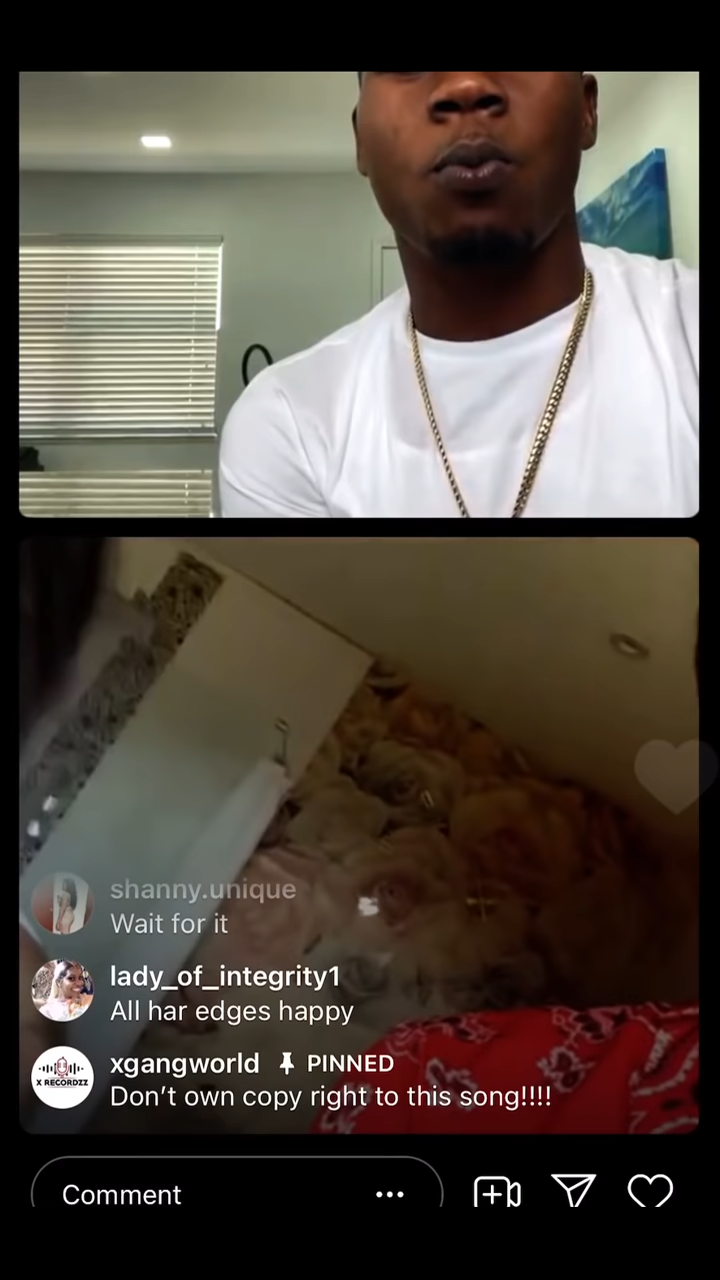 shanny.unique
Wait for it
lady_of_integrity1
All har edges happy
X RECORDZZ
xgangworld PINNED
Don’t own copy right to this song!!!!
Comment